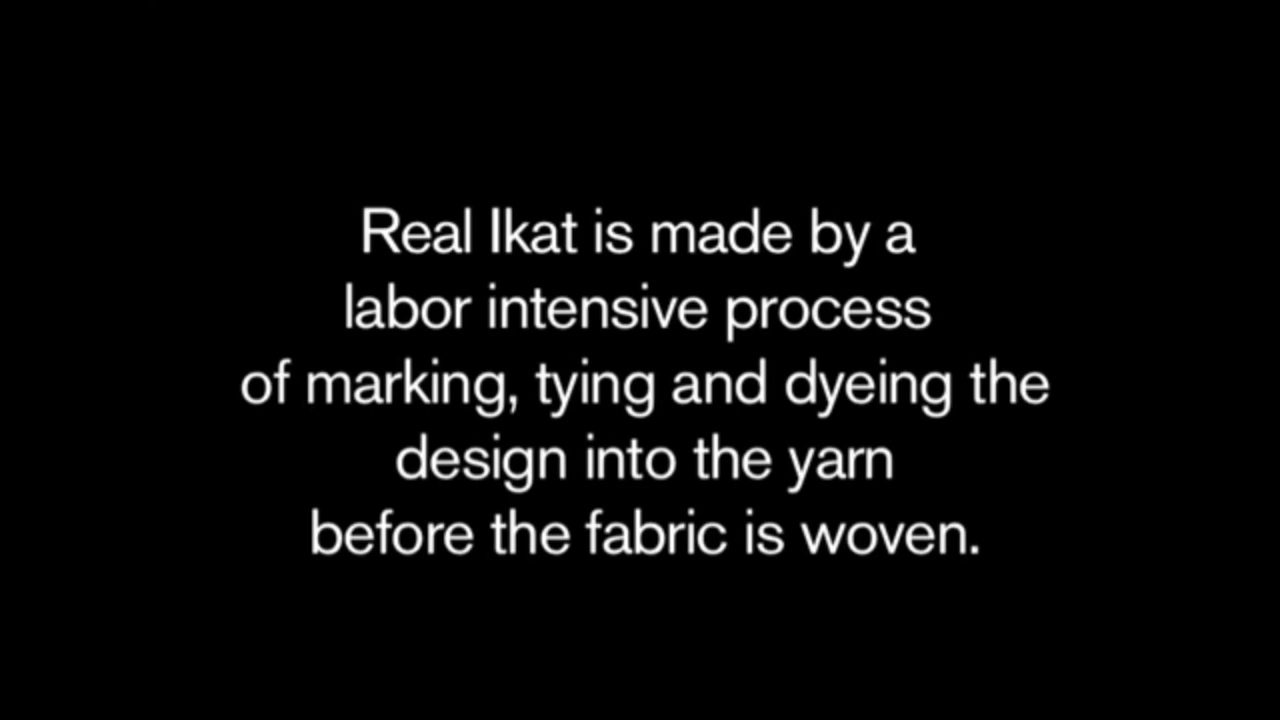 Real Ikat is made by a
labor intensive process
of marking, tying and dyeing the
design into the yarn
before the fabric is woven.